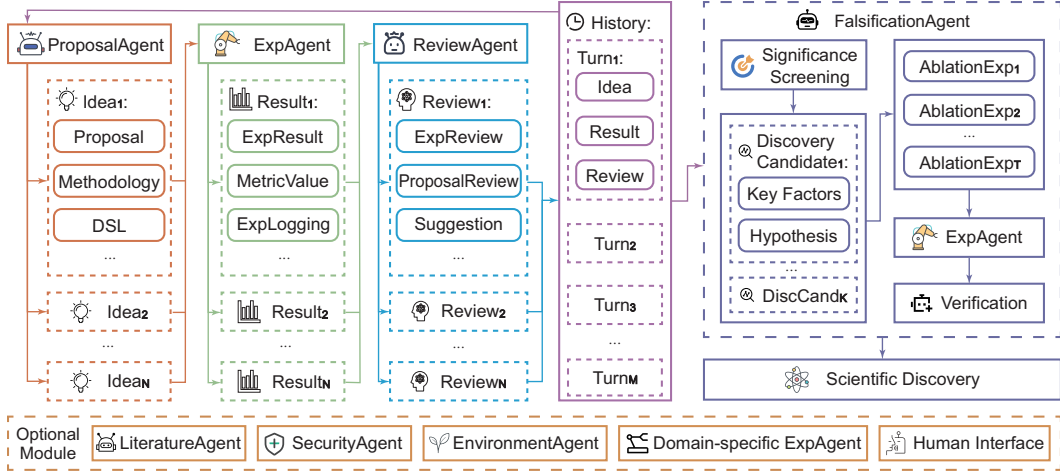 ProposalAgent
Idea1:
Proposal
Methodology
DSL
...
Idea2
...
IdeaN
ExpAgent
Result1:
ExpResult
MetricValue
ExpLogging
...
Result2
...
ResultN
ReviewAgent
Review1:
ExpReview
ProposalReview
Suggestion
...
Review2
...
ReviewN
History:
Turn1:
Idea
Result
Review
Turn2
Turn3
...
TurnM
FalsificationAgent
Significance
Screening
Discovery
Candidate1:
Key Factors
Hypothesis
...
DiscCandK
AblationExp1
AblationExp2
...
AblationExpT
ExpAgent
Verification
Scientific Discovery
Optional
Module
LiteratureAgent
SecurityAgent
EnvironmentAgent
Domain-specific ExpAgent
Human Interface